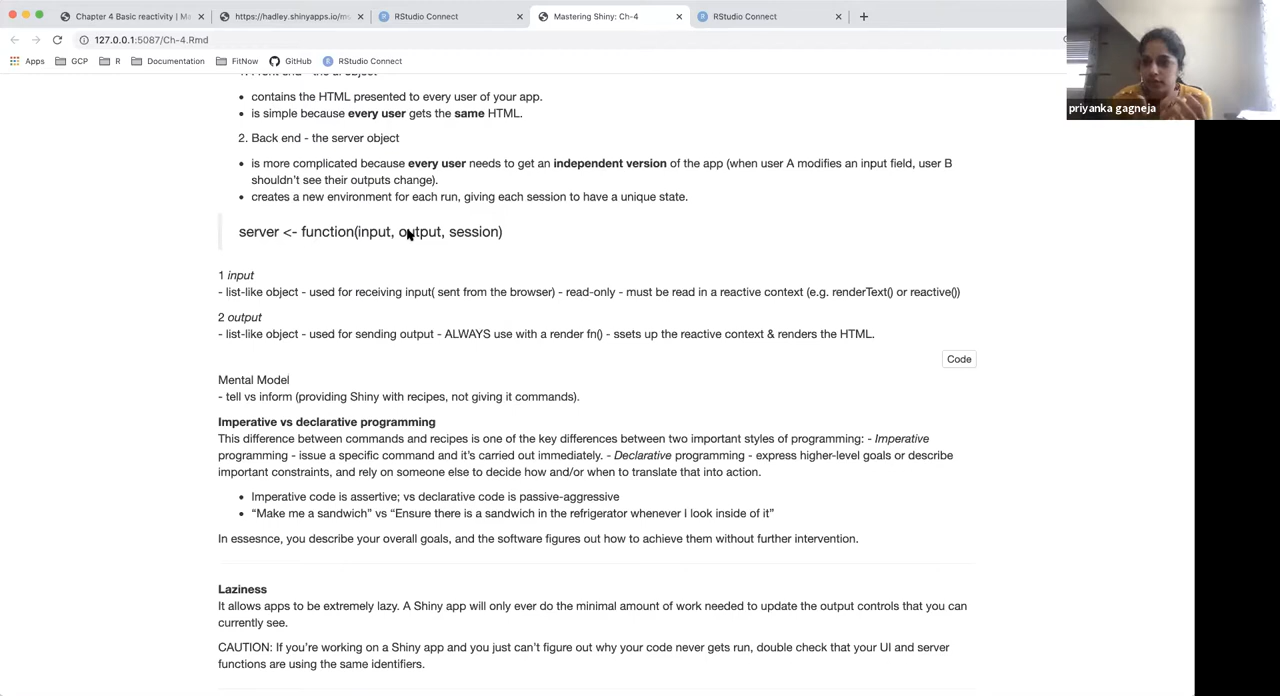 Chapter 4 Basic reactivity | Ma
https://hadley.shinyapps.io/ms
RStudio Connect
Mastering Shiny: Ch-4
RStudio Connect
127.0.0.1:5087/Ch-4.Rmd
Apps GCP R Documentation FitNow GitHub RStudio Connect
priyanka gagneja
1. Front end - the ui object
• contains the HTML presented to every user of your app.
• is simple because every user gets the same HTML.
2. Back end - the server object
• is more complicated because every user needs to get an independent version of the app (when user A modifies an input field, user B
shouldn't see their outputs change).
• creates a new environment for each run, giving each session to have a unique state.
server <- function(input, output, session)
1 input
- list-like object - used for receiving input( sent from the browser) - read-only - must be read in a reactive context (e.g. renderText() or reactive())
2 output
- list-like object - used for sending output - ALWAYS use with a render fn() - ssets up the reactive context & renders the HTML.
Code
Mental Model
- tell vs inform (providing Shiny with recipes, not giving it commands).
Imperative vs declarative programming
This difference between commands and recipes is one of the key differences between two important styles of programming: - Imperative
programming - issue a specific command and it's carried out immediately. - Declarative programming - express higher-level goals or describe
important constraints, and rely on someone else to decide how and/or when to translate that into action.
• Imperative code is assertive; vs declarative code is passive-aggressive
• “Make me a sandwich” vs “Ensure there is a sandwich in the refrigerator whenever I look inside of it”
In essesnce, you describe your overall goals, and the software figures out how to achieve them without further intervention.
Laziness
It allows apps to be extremely lazy. A Shiny app will only ever do the minimal amount of work needed to update the output controls that you can
currently see.
CAUTION: If you're working on a Shiny app and you just can't figure out why your code never gets run, double check that your UI and server
functions are using the same identifiers.